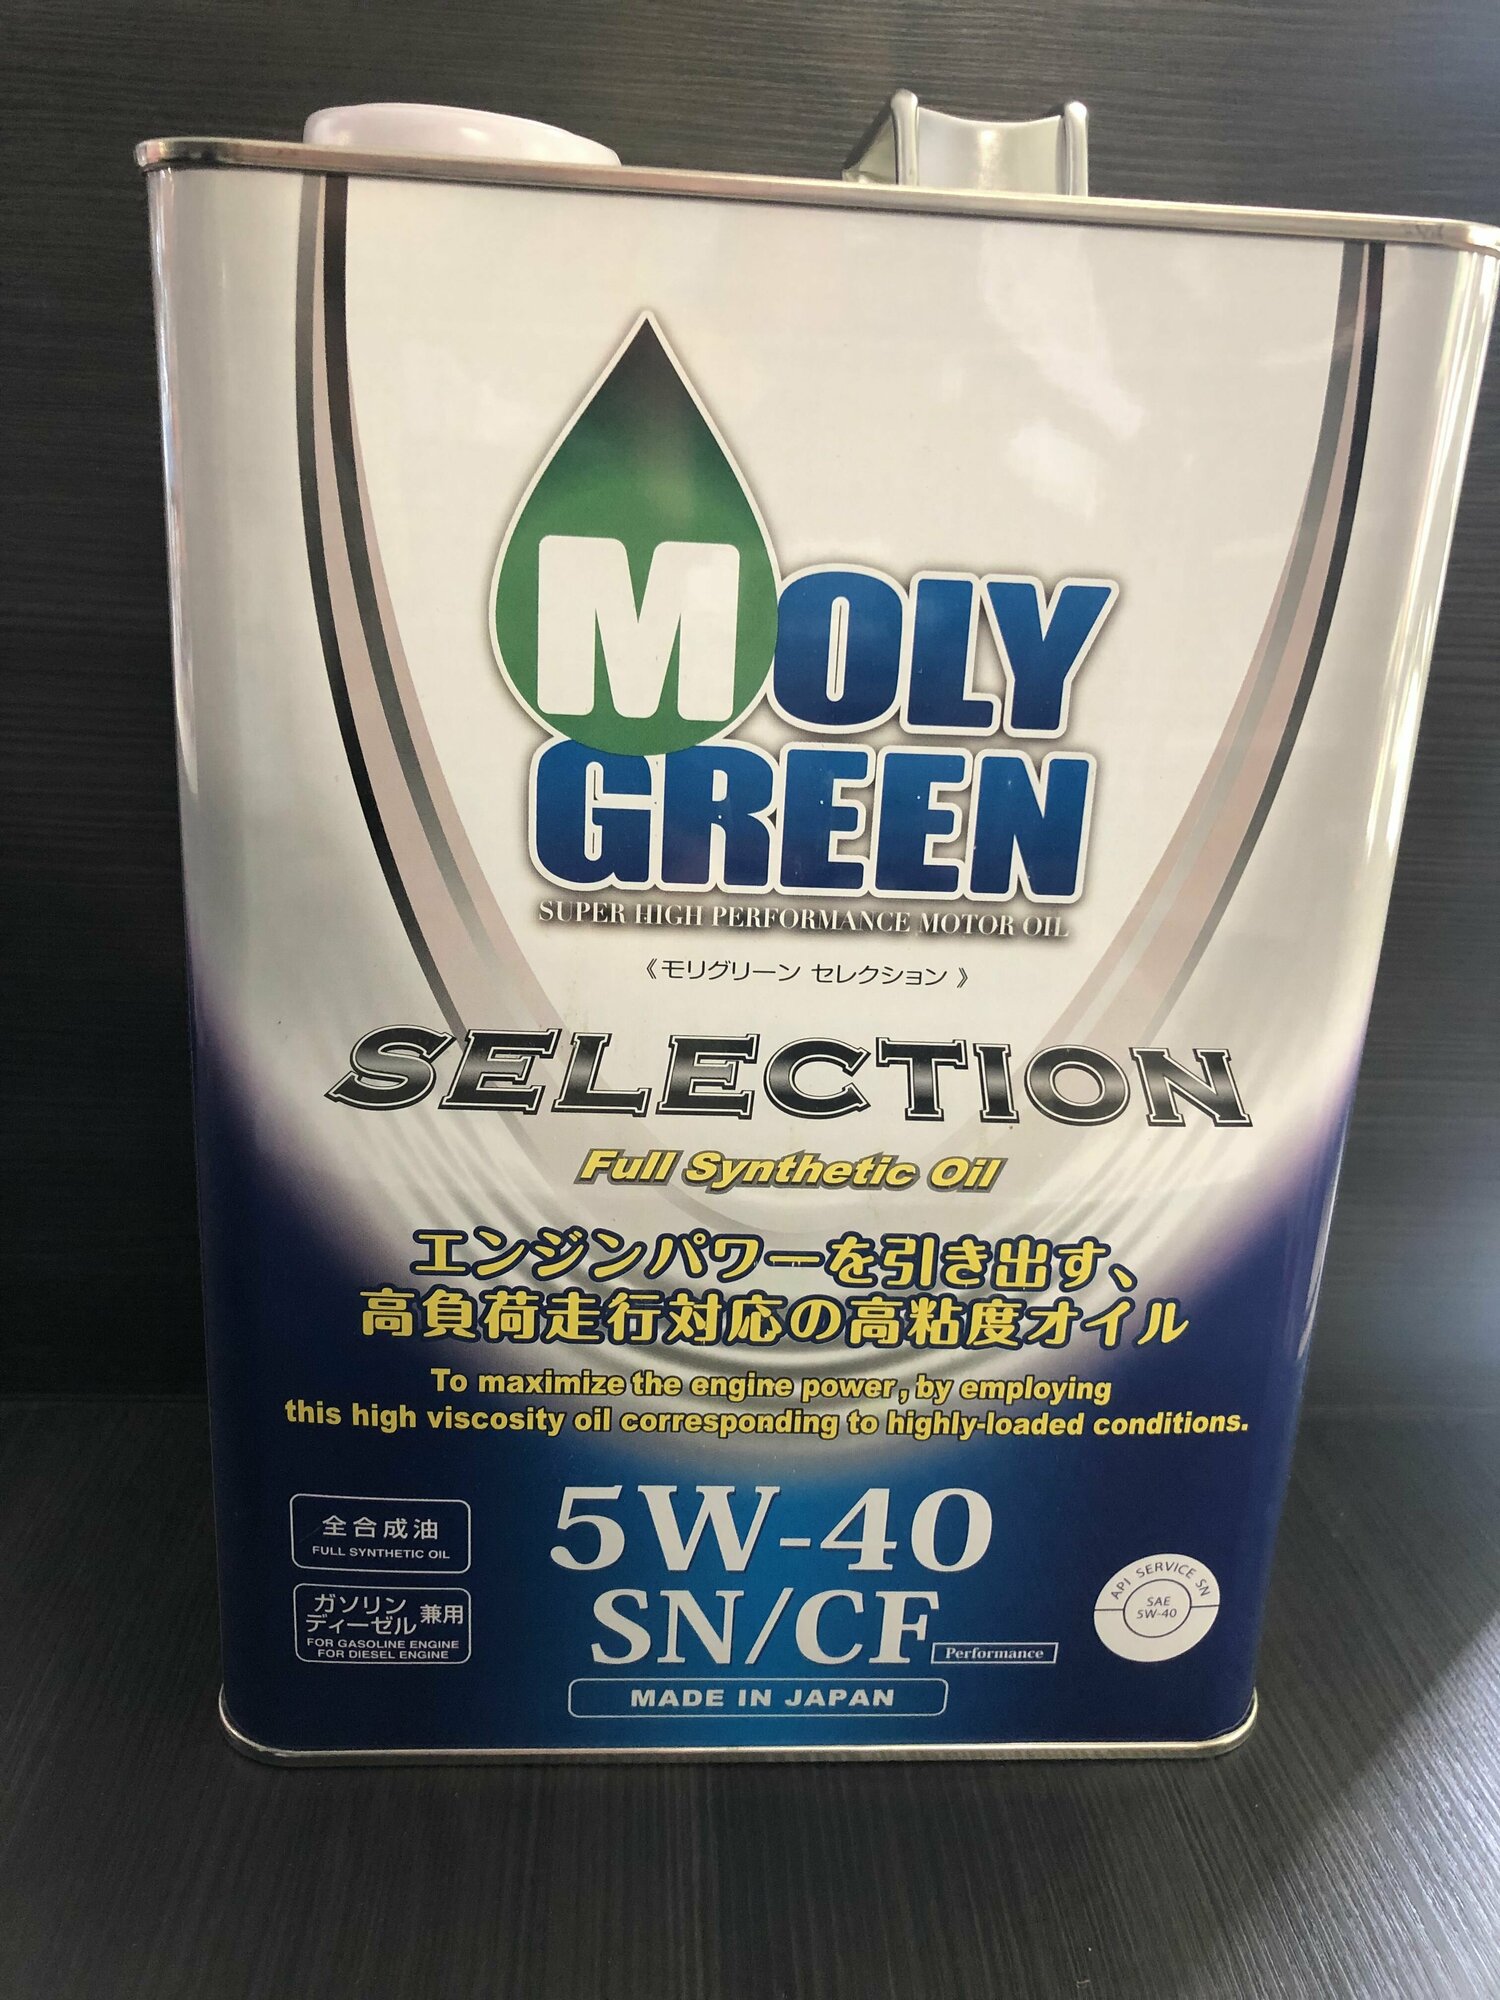 MOLY
GREEN
SUPER HIGH PERFORMANCE MOTOR OIL
《モリグリーン セレクション》
SELECTION
Full Synthetic Oil
エンジンパワーを引き出す、
高負荷走行対応の高粘度オイル
To maximize the engine power, by employing
this high viscosity oil corresponding to highly-loaded conditions.
全合成油
FULL SYNTHETIC OIL
ガソリン
ディーゼル 兼用
FOR GASOLINE ENGINE
FOR DIESEL ENGINE
5W-40
SN/CF Performance
MADE IN JAPAN
API SERVICE SN
SAE
5W-40